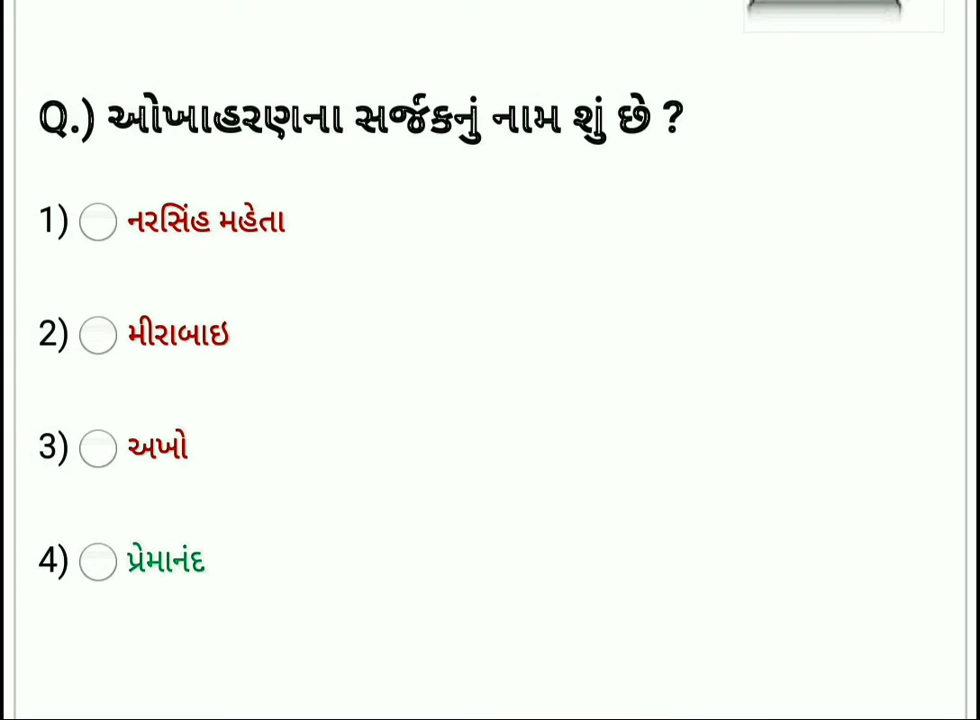 Q.) ઓખાહરણના સર્જકનું નામ શું છે ?
1) નરસિંહ મહેતા
2) મીરાબાઇ
3) અખો
4) પ્રેમાનંદ